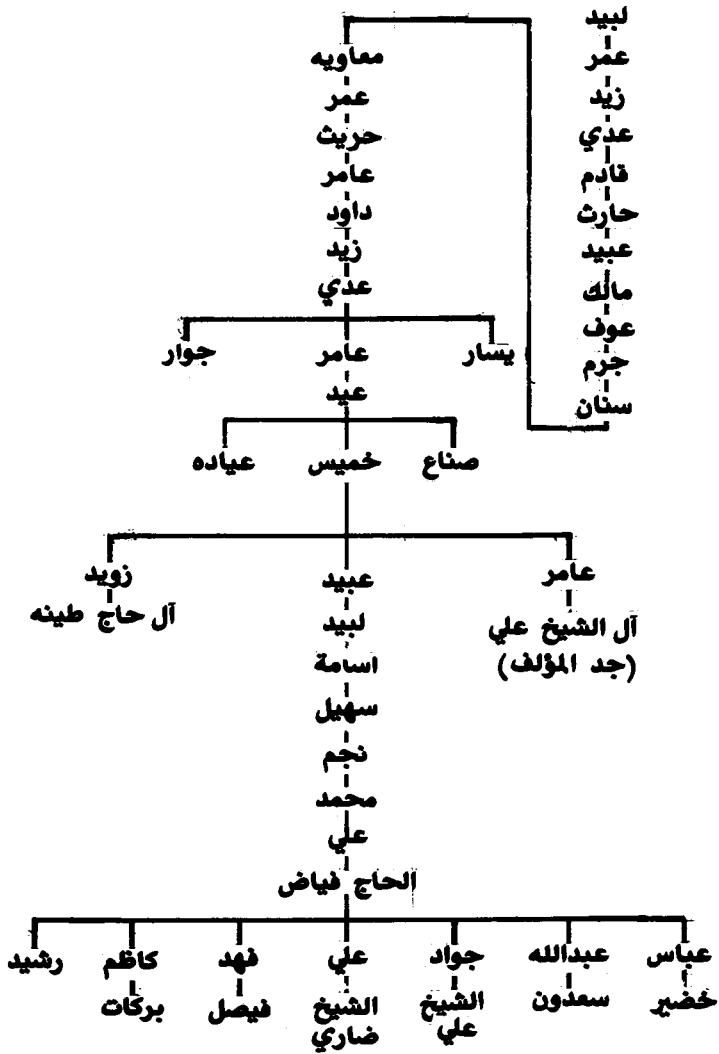 لبيد
عمر
زيد
عدي
قادم
حارث
عبيد
مالك
عوف
جرم
سنان
معاويه
عمر
حريث
عامر
داود
زيد
عدي
يسار عامر جوار
عيد
صناع خميس عياده
عامر عبيد زويد
آل الشيخ علي آل حاج طينه
(جد المؤلف)
لبيد
اسامة
سهيل
نجم
محمد
علي
الحاج فياض
عباس عبدالله جواد علي فهد كاظم رشيد
خضير سعدون الشيخ الشيخ فيصل بركات
علي ضاري